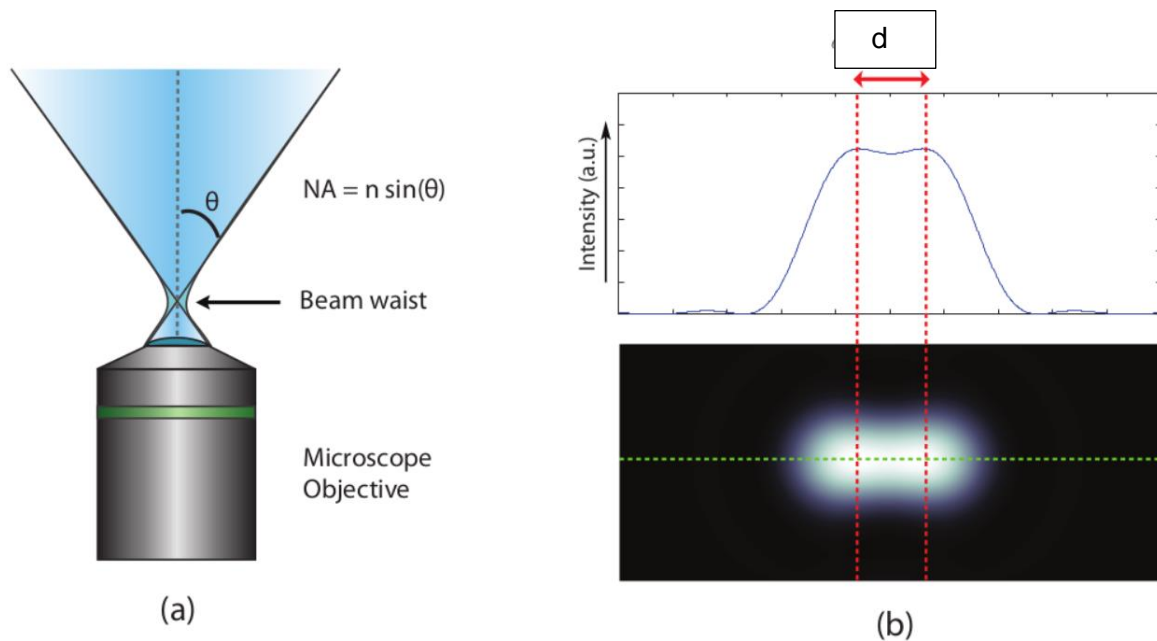 θ
NA = n sin(θ)
Beam waist
Microscope
Objective
(a)
d
Intensity (a.u.)
(b)